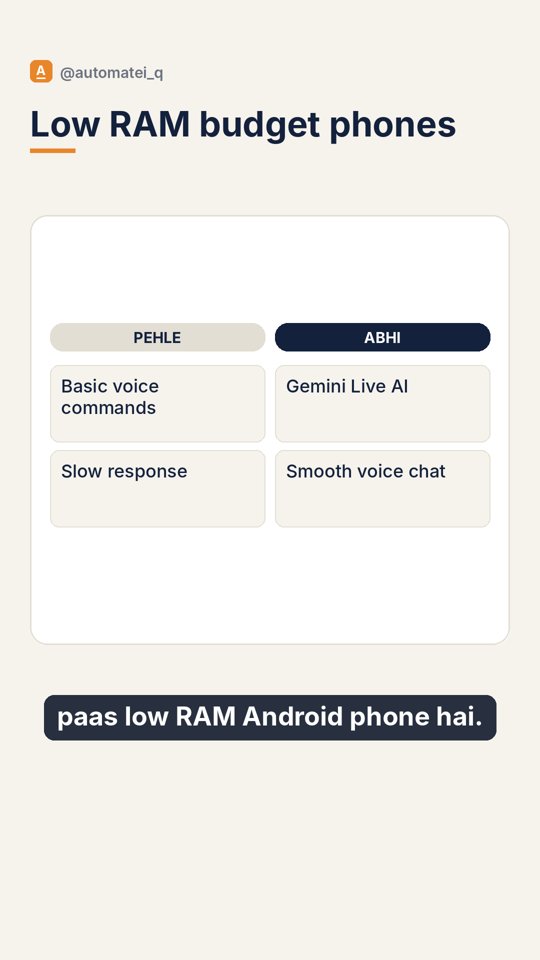 A
@automatei_q
Low RAM budget phones
PEHLE
ABHI
Basic voice
commands
Gemini Live AI
Slow response
Smooth voice chat
paas low RAM Android phone hai.